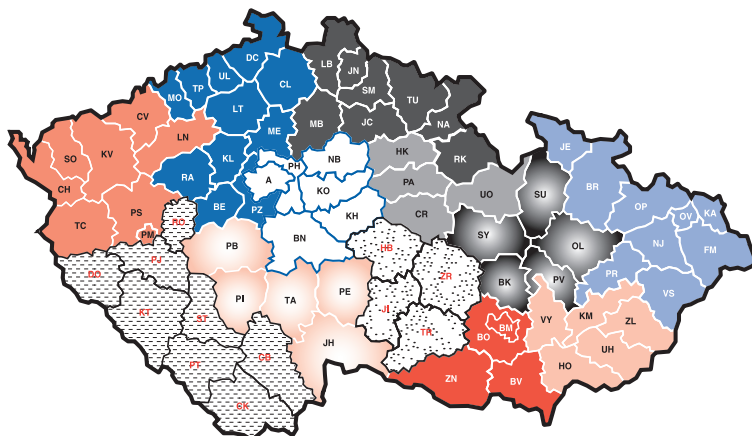 DC
LB
JN
UL
TP
CL
SM
MO
TU
LT
CV
MB
JC
NA
LN
ME
HK
RK
JE
SO
KV
KL
PH
NB
RA
A
PA
UO
SU
BR
CH
KO
OP
KA
OV
BE
PZ
KH
CR
TC
PS
RO
SY
OL
NJ
FM
PM
PB
BN
HB
DO
PJ
ZR
BK
PV
PR
VS
KT
ST
PI
TA
PE
JI
TR
BO
BM
VY
KM
ZL
PT
CB
JH
HO
UH
CK
ZN
BV